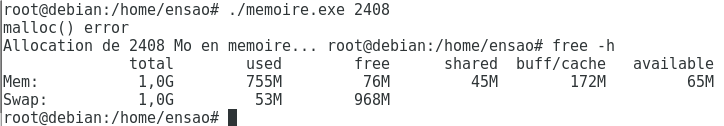 root@debian:/home/ensao# ./memoire.exe 2408
malloc() error
Allocation de 2408 Mo en memoire... root@debian:/home/ensao# free -h
total used free shared buff/cache available
Mem: 1,0G 755M 76M 45M 172M 65M
Swap: 1,0G 53M 968M
root@debian:/home/ensao#